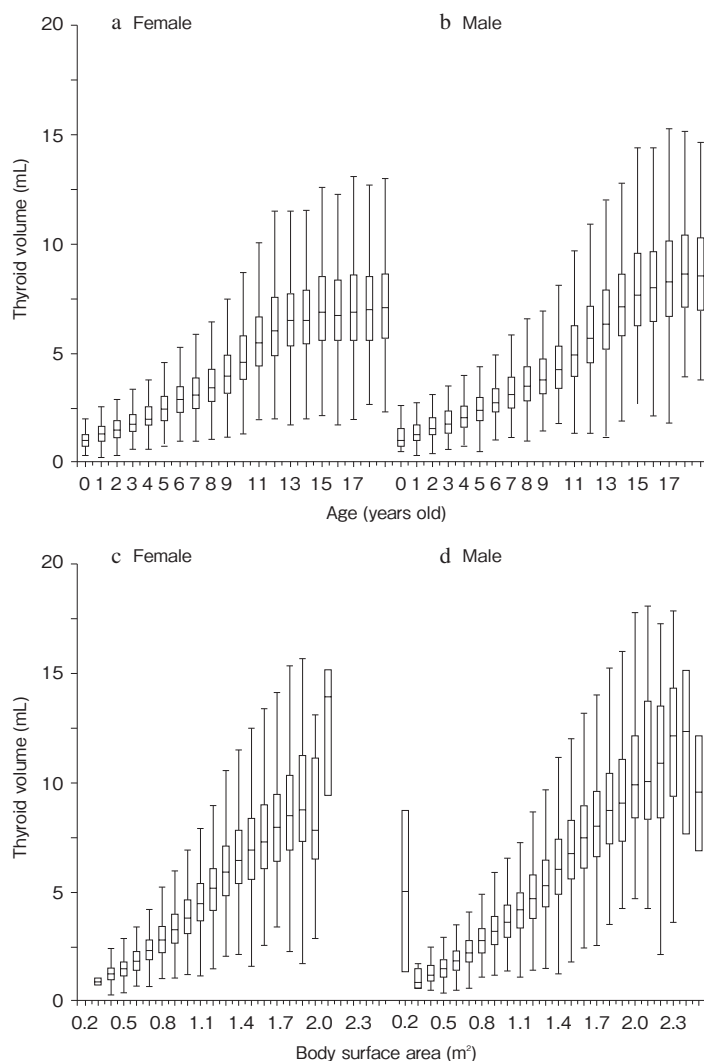 a Female
b Male
20
15
10
5
0
Thyroid volume (mL)
0 1 2 3 4 5 6 7 8 9 11 13 15 17 0 1 2 3 4 5 6 7 8 9 11 13 15 17
Age (years old)
c Female
d Male
20
15
10
5
0
Thyroid volume (mL)
0.2 0.5 0.8 1.1 1.4 1.7 2.0 2.3 0.2 0.5 0.8 1.1 1.4 1.7 2.0 2.3
Body surface area (m²)